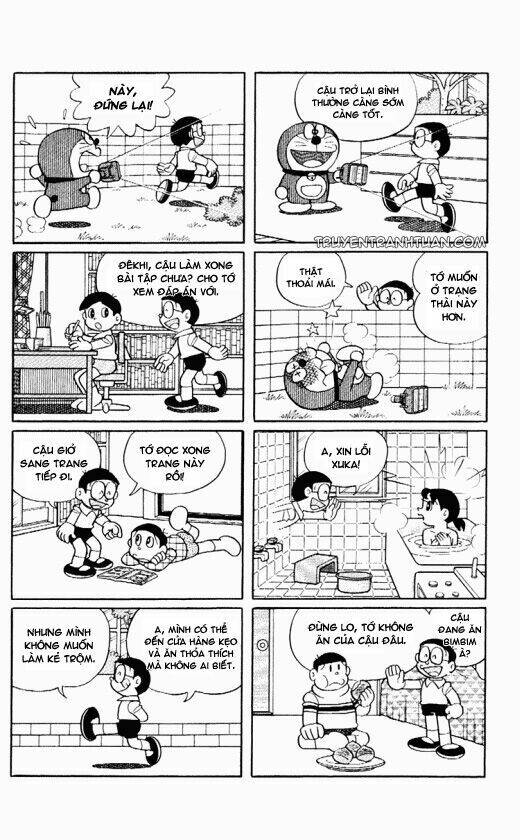 NÀY,
ĐỨNG LẠI!
CẬU TRỞ LẠI BÌNH
THƯỜNG CÀNG SỚM
CÀNG TỐT.
TRUYENTRANHTUAN.COM
ĐÊKHI, CẬU LÀM XONG
BÀI TẬP CHƯA? CHO TỚ
XEM ĐÁP ÁN VỚI.
THẬT
THOẢI MÁI.
TỚ MUỐN
Ở TRẠNG
THÁI NÀY
HƠN.
CẬU GIỞ
SANG TRANG
TIẾP ĐI.
TỚ ĐỌC XONG
TRANG NÀY
RỒI!
A, XIN LỖI
XUKA!
NHƯNG MÌNH
KHÔNG MUỐN
LÀM KẺ TRỘM.
A, MÌNH CÓ THỂ
ĐẾN CỬA HÀNG KẸO
VÀ ĂN THỎA THÍCH
MÀ KHÔNG AI BIẾT.
ĐỪNG LO, TỚ KHÔNG
ĂN CỦA CẬU ĐÂU.
CẬU
ĐANG ĂN
BIMBIM
À?